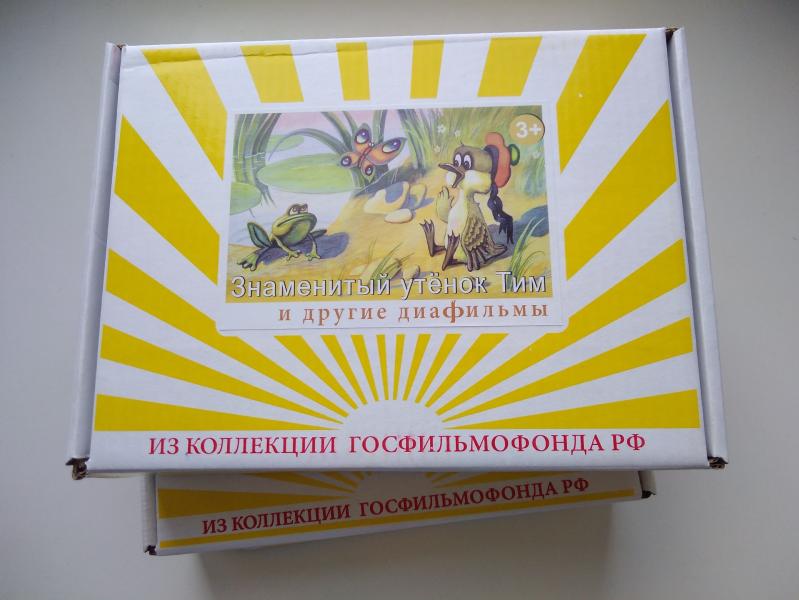 3+
Знаменитый утёнок Тим
и другие диафильмы
ИЗ КОЛЛЕКЦИИ ГОСФИЛЬМОФОНДА РФ
ИЗ КОЛЛЕКЦИИ ГОСФИЛЬМОФОНДА РФ